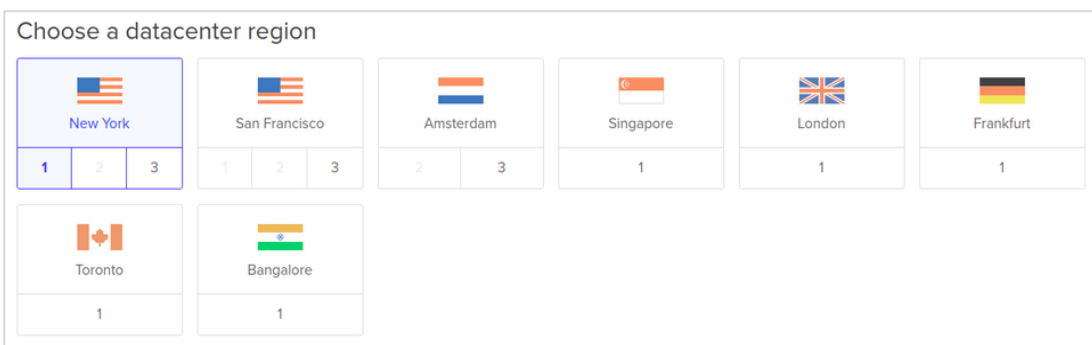 Choose a datacenter region
New York San Francisco Amsterdam Singapore London Frankfurt
1 2 3 1 2 3 2 3 1 1 1
Toronto Bangalore
1 1